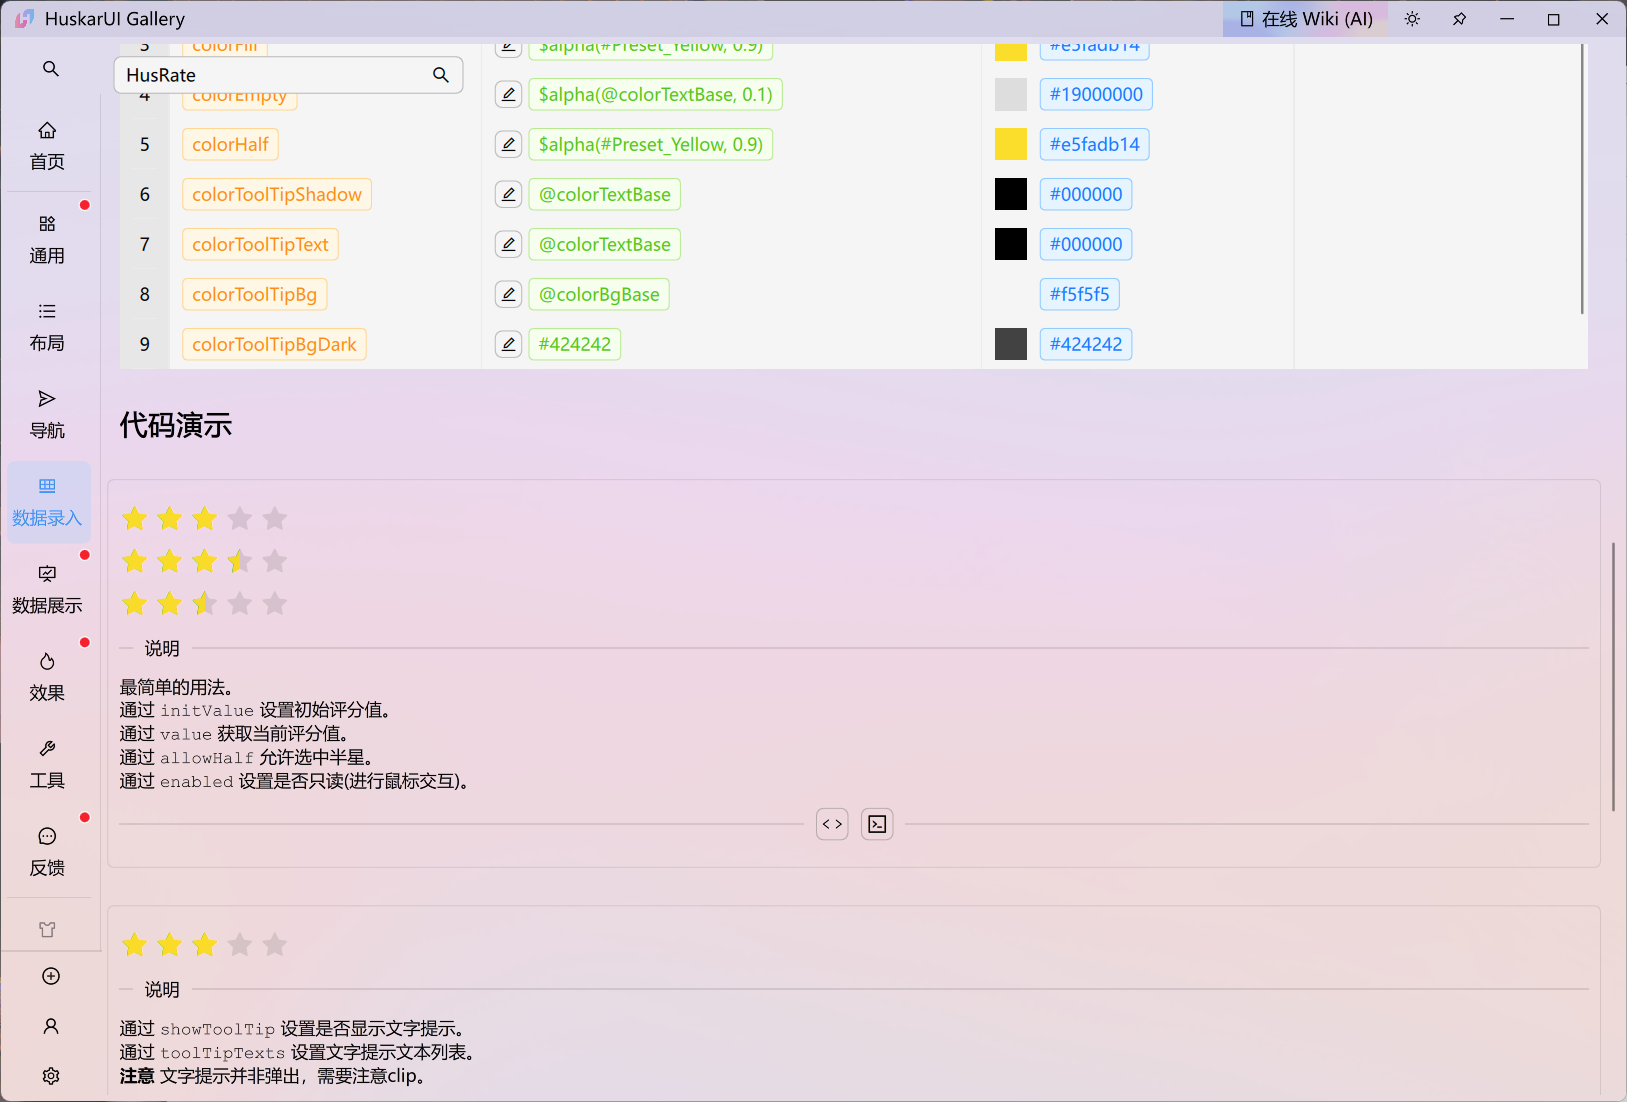 HuskarUI Gallery
在线 Wiki (AI)
3 colorFill $alpha(#Preset_Yellow, 0.9) #e5fadb14
HusRate
4 colorEmpty $alpha(@colorTextBase, 0.1) #19000000
5 colorHalf $alpha(#Preset_Yellow, 0.9) #e5fadb14
6 colorToolTipShadow @colorTextBase #000000
7 colorToolTipText @colorTextBase #000000
8 colorToolTipBg @colorBgBase #f5f5f5
9 colorToolTipBgDark #424242 #424242
首页
通用
布局
导航
数据录入
数据展示
效果
工具
反馈
代码演示
说明
最简单的用法。
通过 initValue 设置初始评分值。
通过 value 获取当前评分值。
通过 allowHalf 允许选中半星。
通过 enabled 设置是否只读(进行鼠标交互)。
说明
通过 showToolTip 设置是否显示文字提示。
通过 toolTipTexts 设置文字提示文本列表。
注意 文字提示并非弹出，需要注意clip。